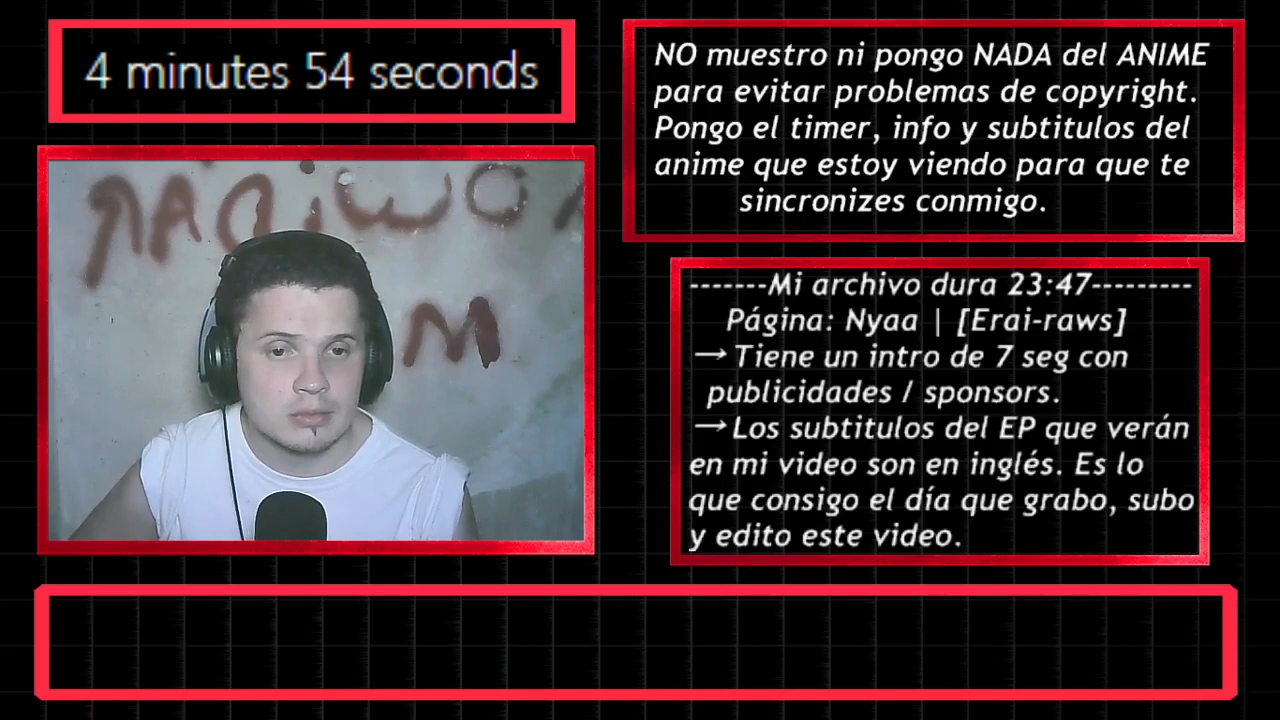 4 minutes 54 seconds
NO muestro ni pongo NADA del ANIME
para evitar problemas de copyright.
Pongo el timer, info y subtitulos del
anime que estoy viendo para que te
sincronizes conmigo.
-------Mi archivo dura 23:47---------
Página: Nyaa | [Erai-raws]
→ Tiene un intro de 7 seg con
publicidades / sponsors.
→ Los subtitulos del EP que verán
en mi video son en inglés. Es lo
que consigo el día que grabo, subo
y edito este video.
M